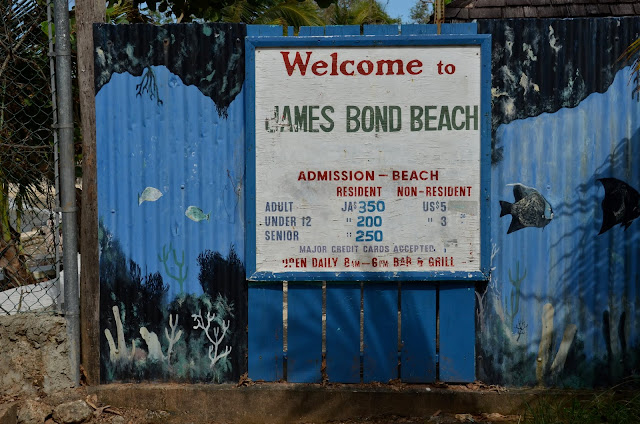 Welcome to
JAMES BOND BEACH
ADMISSION - BEACH
RESIDENT NON-RESIDENT
ADULT JA$ 350 US$5
UNDER 12 " 200 " 3
SENIOR " 250
MAJOR CREDIT CARDS ACCEPTED
OPEN DAILY 8AM-6PM BAR & GRILL